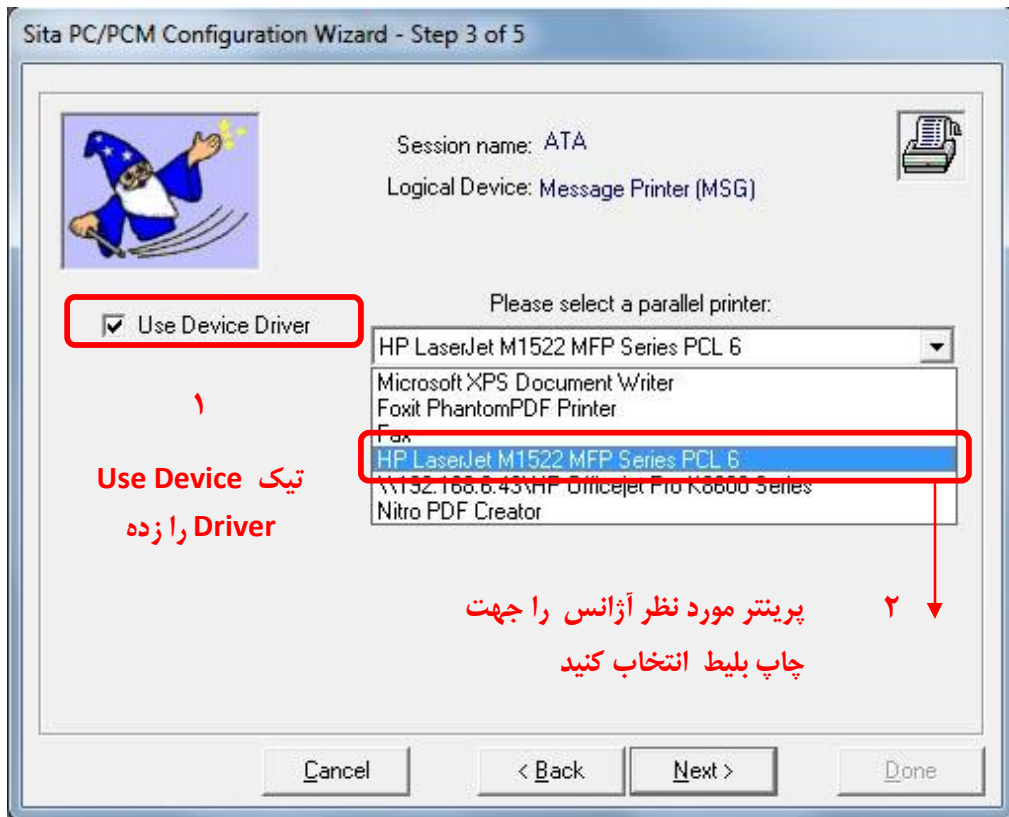 Sita PC/PCM Configuration Wizard - Step 3 of 5
Session name: ATA
Logical Device: Message Printer (MSG)
Please select a parallel printer:
Use Device Driver
HP LaserJet M1522 MFP Series PCL 6
Microsoft XPS Document Writer
Foxit PhantomPDF Printer
Fax
HP LaserJet M1522 MFP Series PCL 6
\\192.168.6.43\HP Officejet Pro K8600 Series
Nitro PDF Creator
۱
تیک Use Device
Driver را زده
۲ پرینتر مورد نظر آژانس را جهت
چاپ بلیط انتخاب کنید
Cancel
< Back
Next >
Done